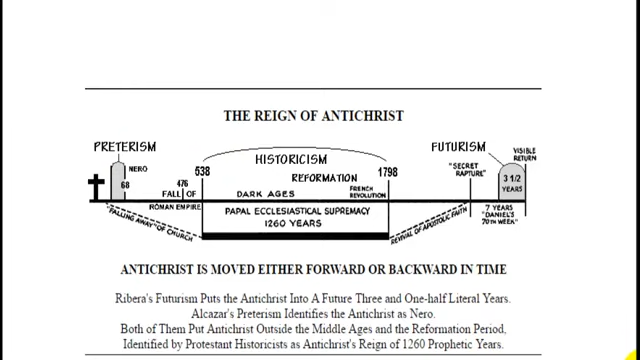 THE REIGN OF ANTICHRIST
PRETERISM
HISTORICISM
FUTURISM
VISIBLE
RETURN
NERO
68
476
FALL OF
ROMAN EMPIRE
538
REFORMATION
1798
DARK AGES
FRENCH
REVOLUTION
"SECRET
RAPTURE"
3 1/2
YEARS
"FALLING AWAY" OF CHURCH
PAPAL ECCLESIASTICAL SUPREMACY
1260 YEARS
REVIVAL OF APOSTOLIC FAITH
7 YEARS
"DANIEL'S
70TH WEEK"
ANTICHRIST IS MOVED EITHER FORWARD OR BACKWARD IN TIME
Ribera's Futurism Puts the Antichrist Into A Future Three and One-half Literal Years.
Alcazar's Preterism Identifies the Antichrist as Nero.
Both of Them Put Antichrist Outside the Middle Ages and the Reformation Period,
Identified by Protestant Historicists as Antichrist's Reign of 1260 Prophetic Years.